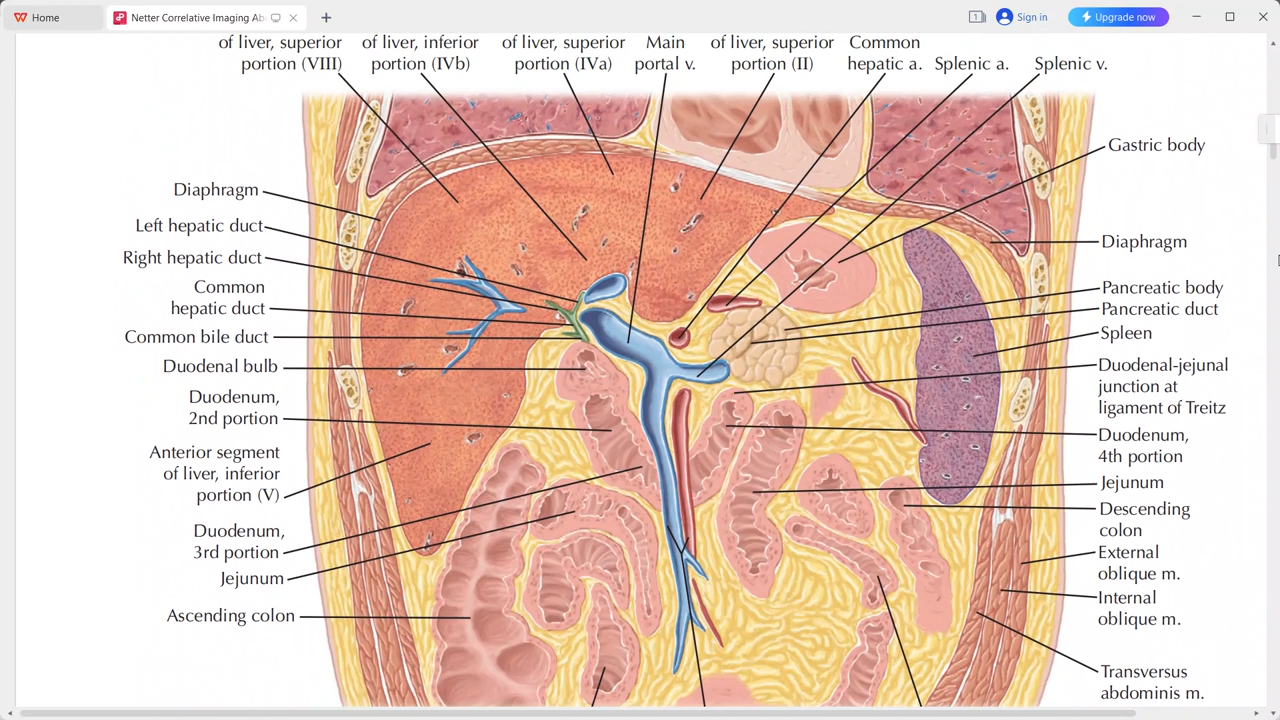 Home
Netter Correlative Imaging Ab
1
Sign in
Upgrade now
of liver, superior
portion (VIII)
of liver, inferior
portion (IVb)
of liver, superior
portion (IVa)
Main
portal v.
of liver, superior
portion (II)
Common
hepatic a.
Splenic a.
Splenic v.
Diaphragm
Left hepatic duct
Right hepatic duct
Common
hepatic duct
Common bile duct
Duodenal bulb
Duodenum,
2nd portion
Anterior segment
of liver, inferior
portion (V)
Duodenum,
3rd portion
Jejunum
Ascending colon
Gastric body
Diaphragm
Pancreatic body
Pancreatic duct
Spleen
Duodenal-jejunal
junction at
ligament of Treitz
Duodenum,
4th portion
Jejunum
Descending
colon
External
oblique m.
Internal
oblique m.
Transversus
abdominis m.